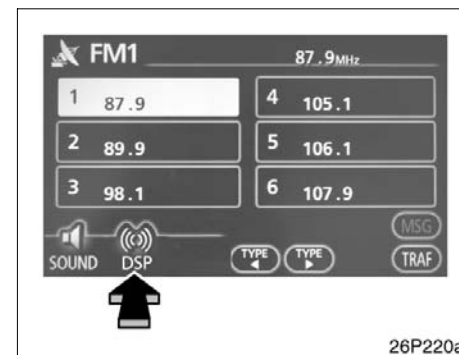 FM1
87.9MHz
1 87.9
4 105.1
2 89.9
5 106.1
3 98.1
6 107.9
MSG
SOUND DSP TYPE TYPE TRAF
26P220a